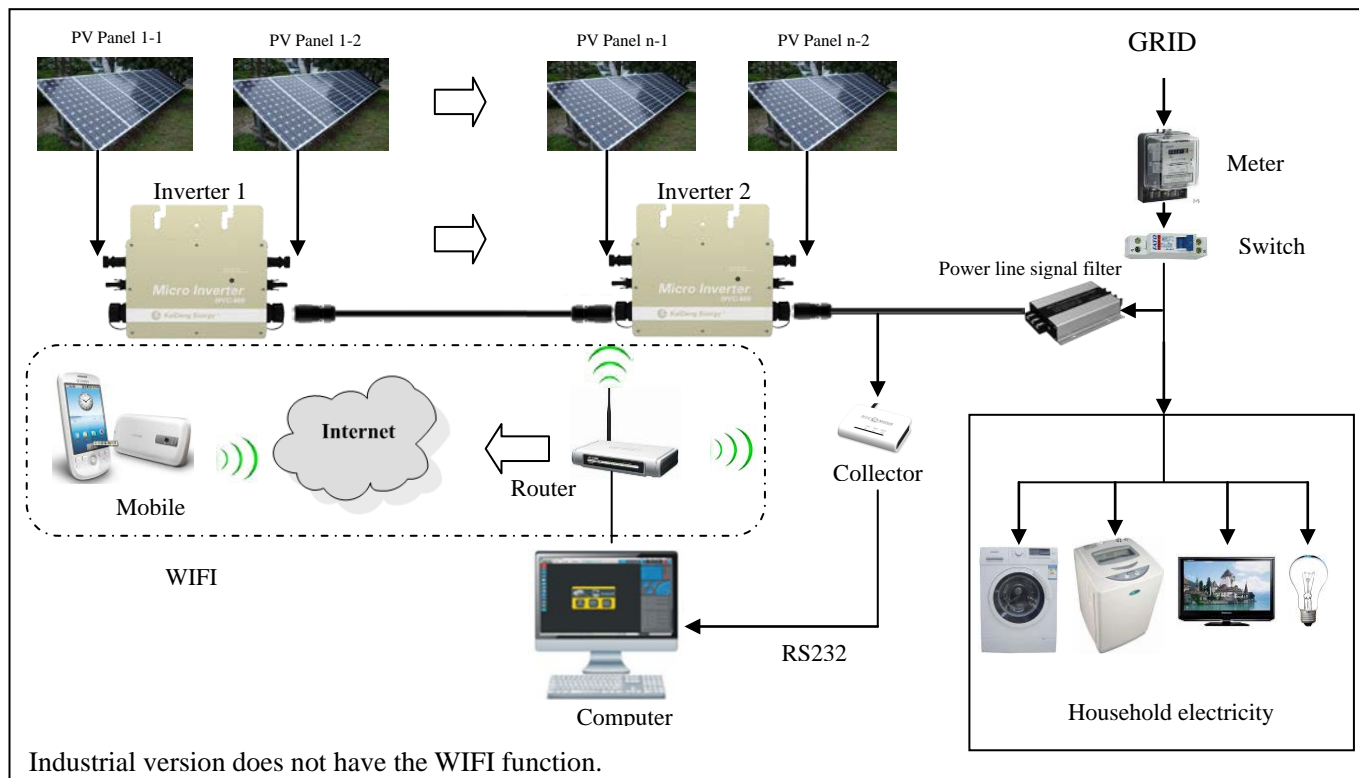 PV Panel 1-1
PV Panel 1-2
PV Panel n-1
PV Panel n-2
GRID
Meter
Inverter 1
Inverter 2
Switch
Power line signal filter
Micro Inverter
Micro Inverter
Internet
Mobile
Router
Collector
WIFI
RS232
Computer
Household electricity
Industrial version does not have the WIFI function.